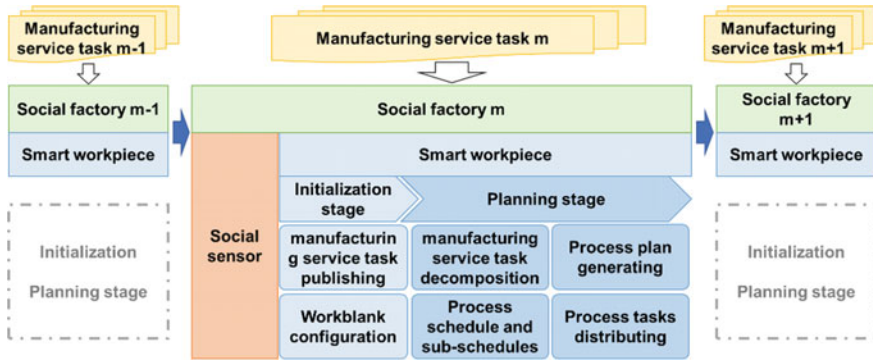 Manufacturing
service task m-1
Manufacturing service task m
Manufacturing
service task m+1
Social factory m-1
Social factory m
Social factory
m+1
Smart workpiece
Smart workpiece
Smart workpiece
Social
sensor
Initialization
stage
Planning stage
manufacturin
g service task
publishing
manufacturing
service task
decomposition
Process plan
generating
Workblank
configuration
Process
schedule and
sub-schedules
Process tasks
distributing
Initialization
Planning stage
Initialization
Planning stage